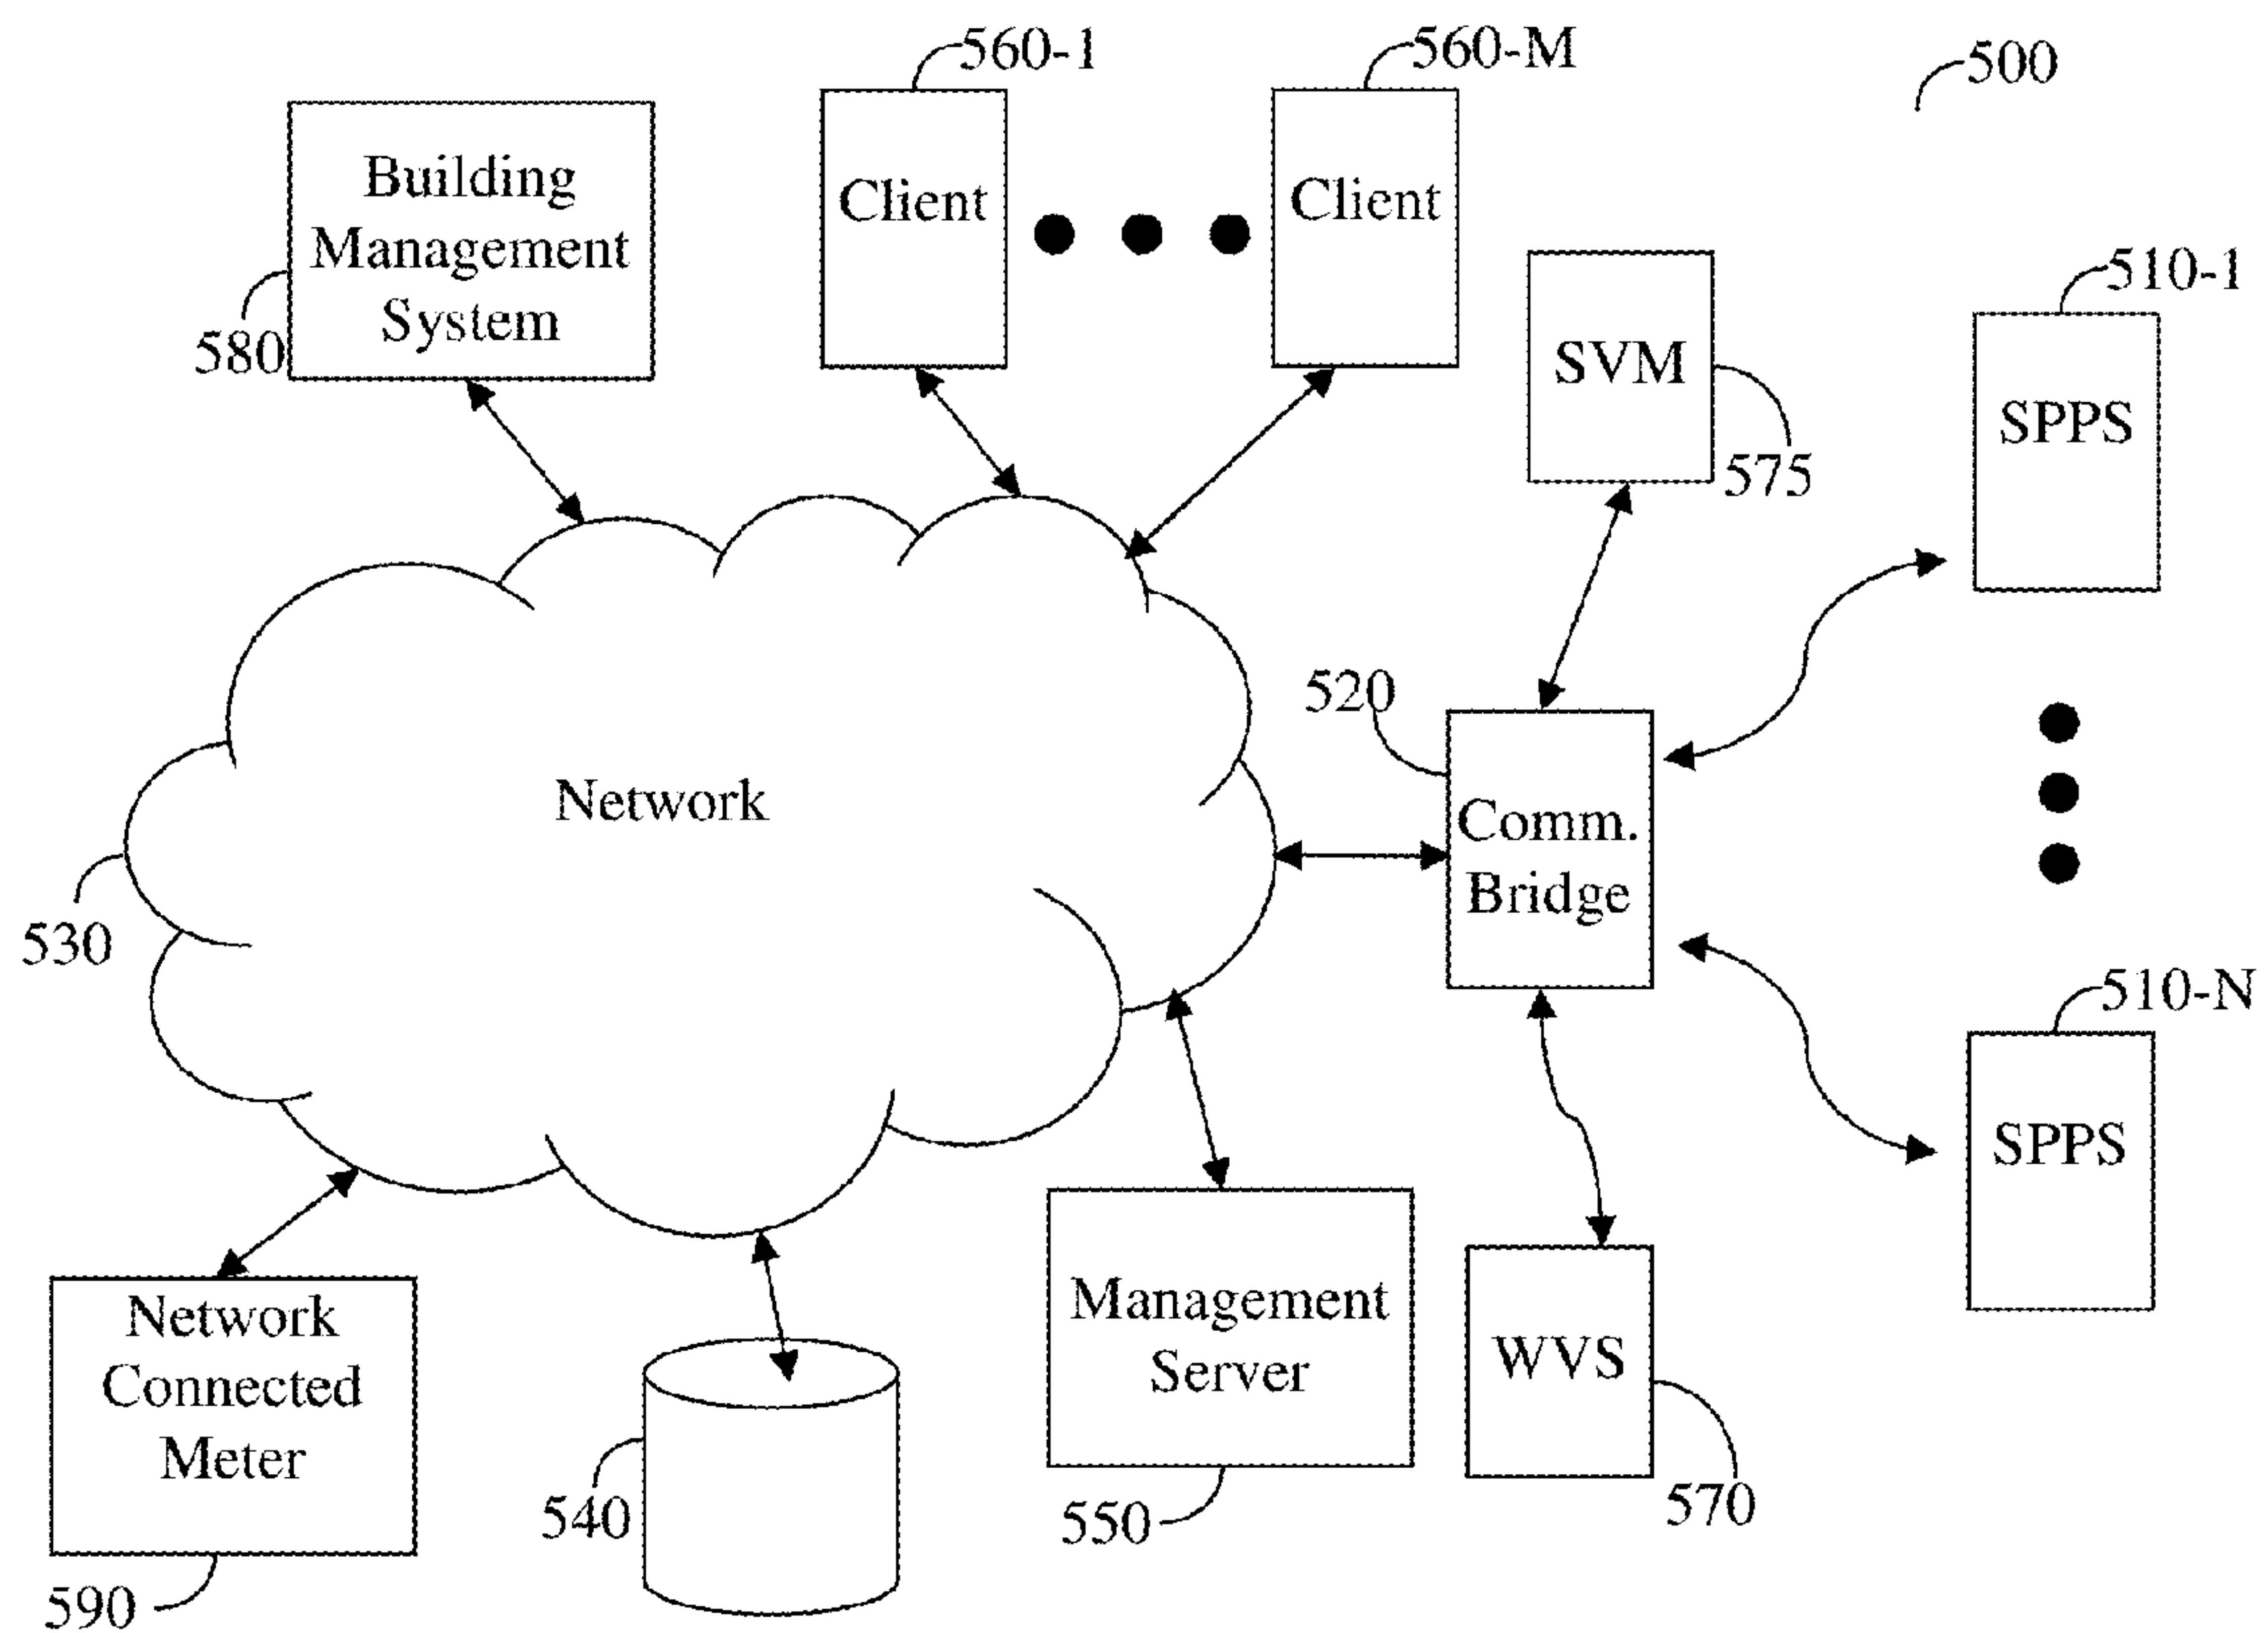 560-1
560-M
500
Building
Management
System
580
Client
Client
SVM
575
510-1
SPPS
520
Network
Comm.
Bridge
530
510-N
SPPS
Network
Connected
Meter
590
540
Management
Server
550
WVS
570